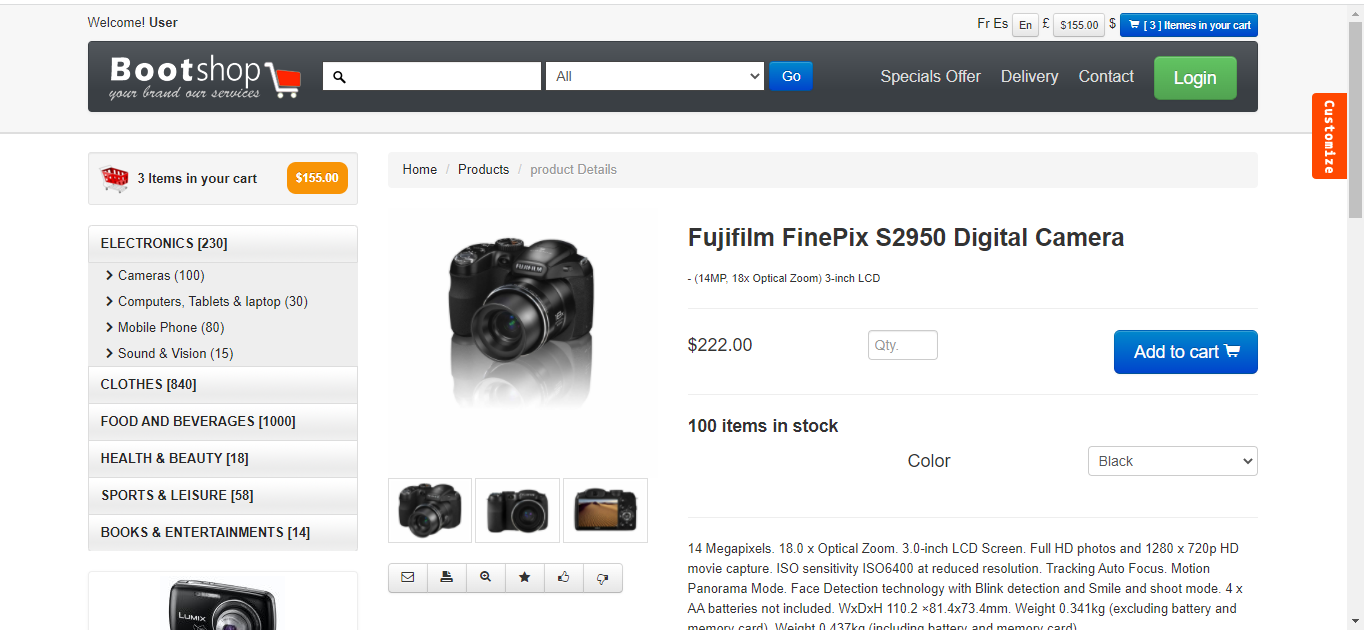 Welcome! User
Fr Es En £ $155.00 $ [ 3 ] Itemes in your cart
Bootshop
your brand our services
All
Go
Specials Offer Delivery Contact Login
Customize
3 Items in your cart $155.00
Home / Products / product Details
ELECTRONICS [230]
Cameras (100)
Computers, Tablets & laptop (30)
Mobile Phone (80)
Sound & Vision (15)
CLOTHES [840]
FOOD AND BEVERAGES [1000]
HEALTH & BEAUTY [18]
SPORTS & LEISURE [58]
BOOKS & ENTERTAINMENTS [14]
LUMIX
FUJIFILM
Fujifilm FinePix S2950 Digital Camera
- (14MP, 18x Optical Zoom) 3-inch LCD
$222.00 Qty. Add to cart
100 items in stock
Color Black
14 Megapixels. 18.0 x Optical Zoom. 3.0-inch LCD Screen. Full HD photos and 1280 x 720p HD
movie capture. ISO sensitivity ISO6400 at reduced resolution. Tracking Auto Focus. Motion
Panorama Mode. Face Detection technology with Blink detection and Smile and shoot mode. 4 x
AA batteries not included. WxDxH 110.2 ×81.4x73.4mm. Weight 0.341kg (excluding battery and
memory card). Weight 0.437kg (including battery and memory card).